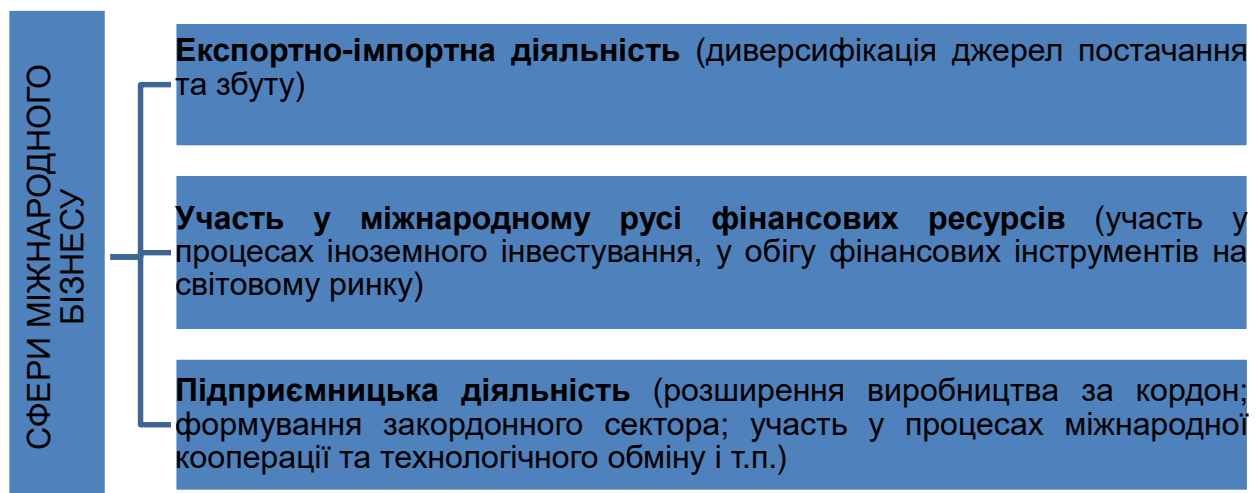 СФЕРИ МІЖНАРОДНОГО
БІЗНЕСУ
Експортно-імпортна діяльність (диверсифікація джерел постачання
та збуту)
Участь у міжнародному русі фінансових ресурсів (участь у
процесах іноземного інвестування, у обігу фінансових інструментів на
світовому ринку)
Підприємницька діяльність (розширення виробництва за кордон;
формування закордонного сектора; участь у процесах міжнародної
кооперації та технологічного обміну і т.п.)